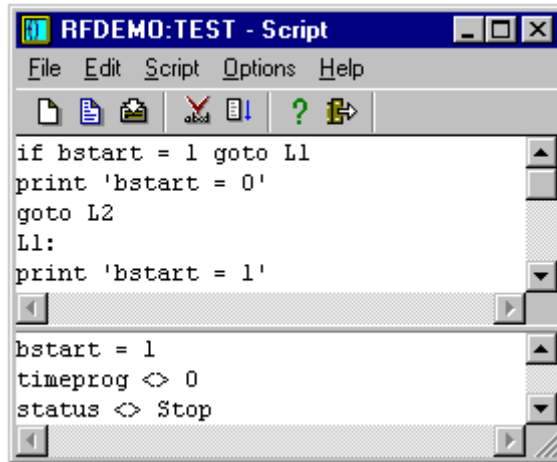 RFDEMO:TEST - Script
File Edit Script Options Help
abcd
?
if bstart = 1 goto L1
print 'bstart = 0'
goto L2
L1:
print 'bstart = 1'
bstart = 1
timeprog <> 0
status <> Stop